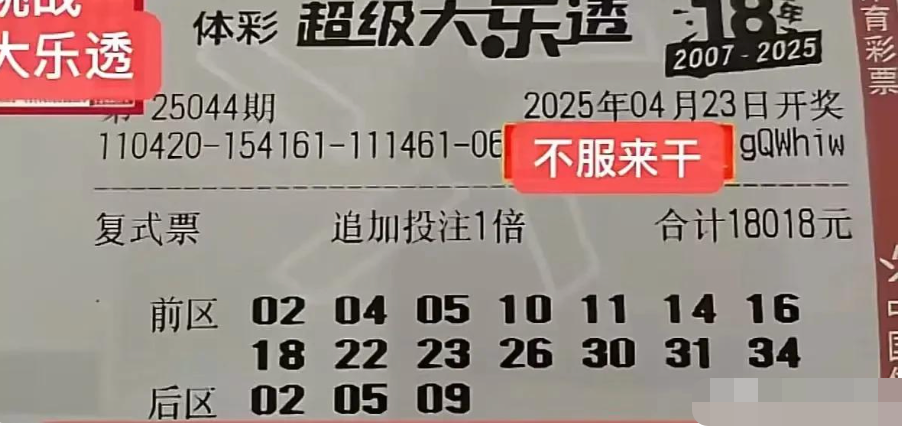 挑战
大乐透
体彩 超级大乐透 18年
2007-2025
体育彩票
第 25044期 2025年04月23日开奖
110420-154161-111461-06
不服来干
gQWhiw
复式票 追加投注1倍 合计18018元
前区 02 04 05 10 11 14 16
18 22 23 26 30 31 34
后区 02 05 09
中国